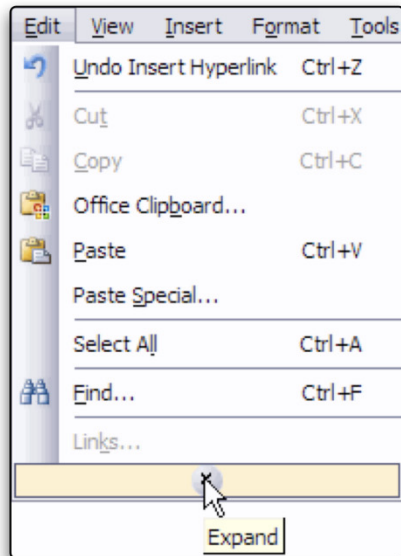 Edit View Insert Format Tools
Undo Insert Hyperlink Ctrl+Z
Cut Ctrl+X
Copy Ctrl+C
Office Clipboard...
Paste Ctrl+V
Paste Special...
Select All Ctrl+A
Find... Ctrl+F
Links...
Expand